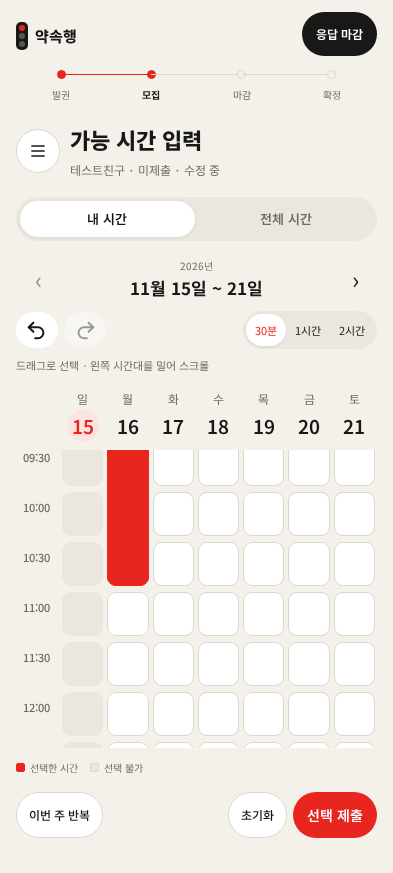 약속행
응답 마감
발권 모집 마감 확정
가능 시간 입력
테스트친구 · 미제출 · 수정 중
내 시간 전체 시간
2026년
‹ 11월 15일 ~ 21일 ›
30분 1시간 2시간
드래그로 선택 · 왼쪽 시간대를 밀어 스크롤
일 월 화 수 목 금 토
15 16 17 18 19 20 21
09:30
10:00
10:30
11:00
11:30
12:00
선택한 시간 선택 불가
이번 주 반복 초기화 선택 제출